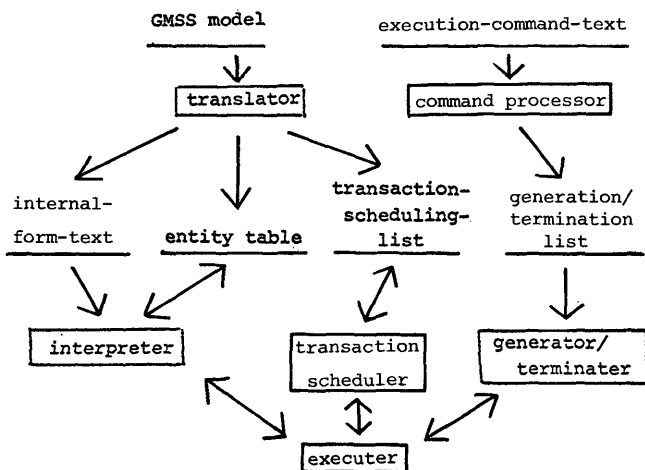 GMSS model
execution-command-text
translator
command processor
internal-
form-text
entity table
transaction-
scheduling-
list
generation/
termination
list
interpreter
transaction
scheduler
generator/
terminater
executer